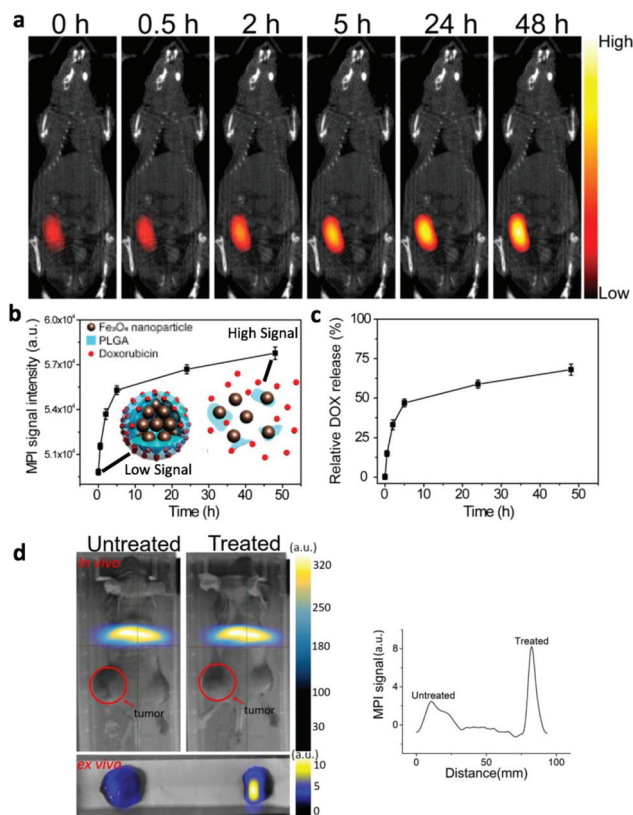 a
0 h 0.5 h 2 h 5 h 24 h 48 h
High
Low
b
MPI signal intensity (a.u.)
6.0x10⁴
5.7x10⁴
5.4x10⁴
5.1x10⁴
Fe₃O₄ nanoparticle
PLGA
Doxorubicin
High Signal
Low Signal
0 10 20 30 40 50
Time (h)
c
Relative DOX release (%)
100
75
50
25
0
0 10 20 30 40 50
Time (h)
d
Untreated Treated
(a.u.)
In vivo
320
250
180
100
30
tumor
tumor
ex vivo
(a.u.)
10
5
0
MPI signal(a.u.)
8
4
0
Untreated
Treated
0 50 100
Distance(mm)